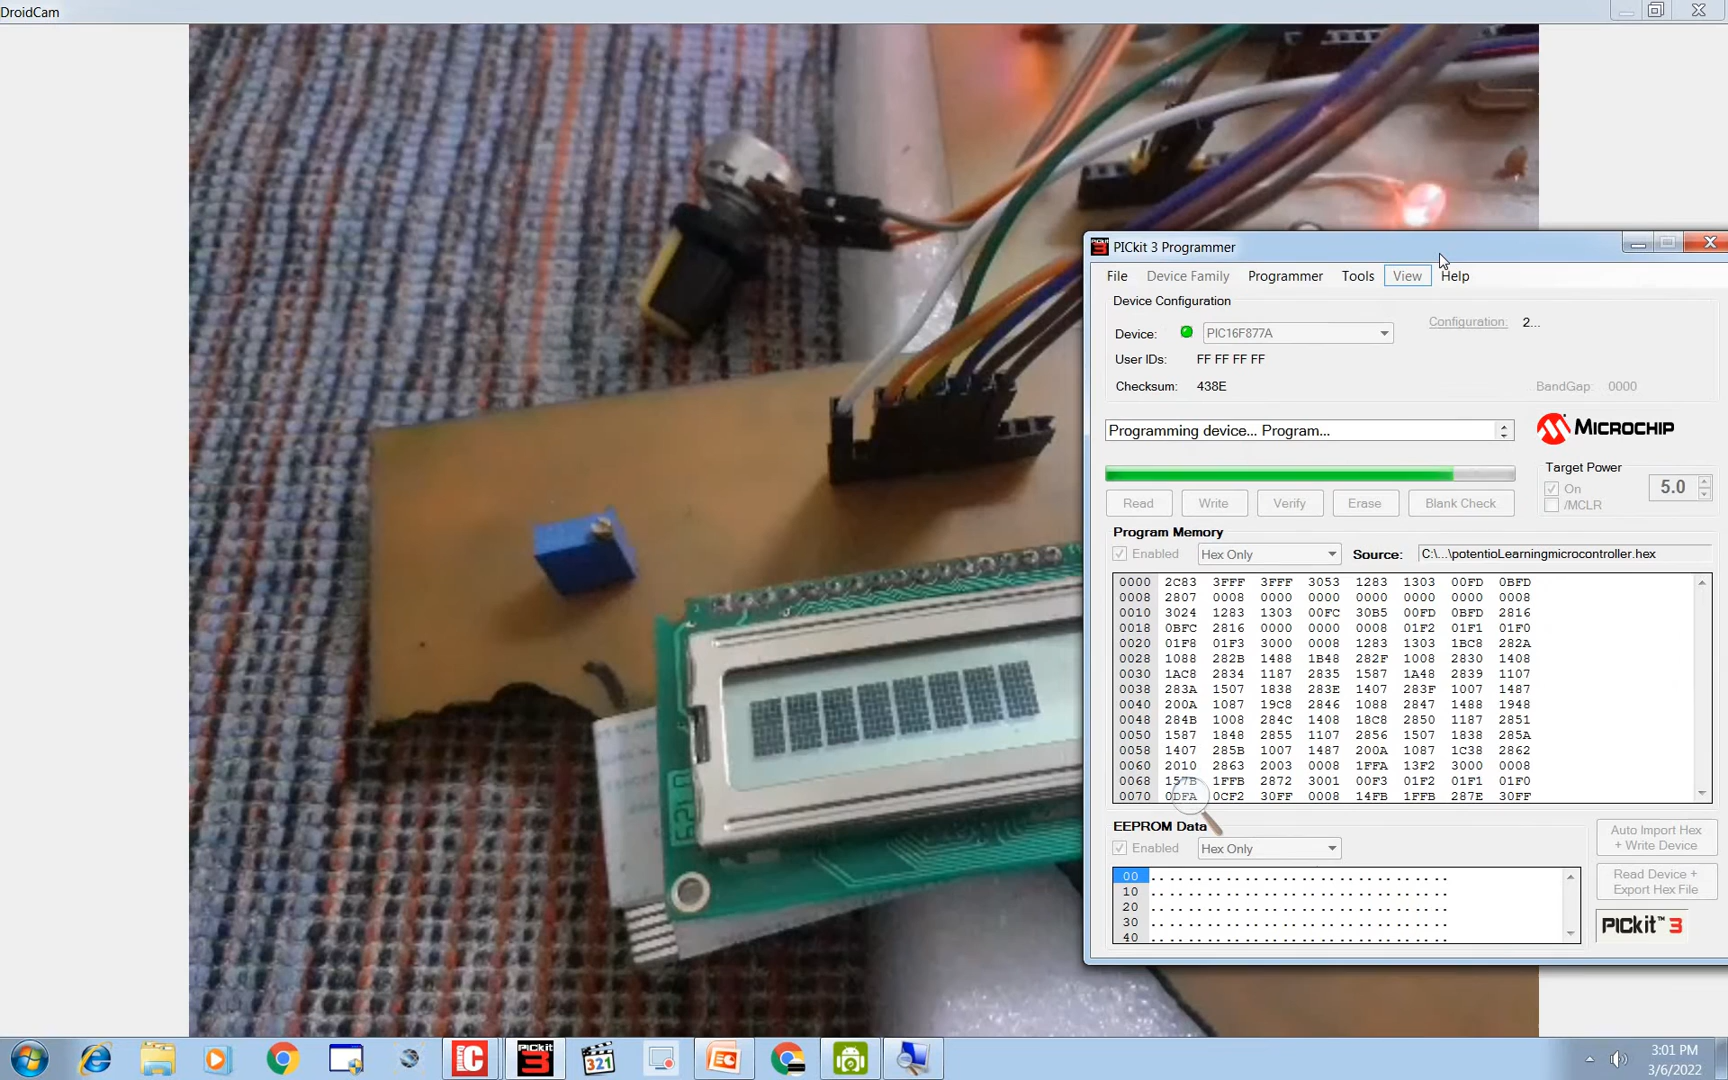 DroidCam
PICkit 3 Programmer
File Device Family Programmer Tools View Help
Device Configuration
Device: PIC16F877A Configuration: 2...
User IDs: FF FF FF FF
Checksum: 438E BandGap: 0000
Programming device... Program...
MICROCHIP
Target Power
On 5.0
/MCLR
Read Write Verify Erase Blank Check
Program Memory
Enabled Hex Only Source: C:\...\potentioLearningmicrocontroller.hex
0000 2C83 3FFF 3FFF 3053 1283 1303 00FD 0BFD
0008 2807 0008 0000 0000 0000 0000 0000 0008
0010 3024 1283 1303 00FC 30B5 00FD 0BFD 2816
0018 0BFC 2816 0000 0000 0008 01F2 01F1 01F0
0020 01F8 01F3 3000 0008 1283 1303 1BC8 282A
0028 1088 282B 1488 1B48 282F 1008 2830 1408
0030 1AC8 2834 1187 2835 1587 1A48 2839 1107
0038 283A 1507 1838 283E 1407 283F 1007 1487
0040 200A 1087 19C8 2846 1088 2847 1488 1948
0048 284B 1008 284C 1408 18C8 2850 1187 2851
0050 1587 1848 2855 1107 2856 1507 1838 285A
0058 1407 285B 1007 1487 200A 1087 1C38 2862
0060 2010 2863 2003 0008 1FFA 13F2 3000 0008
0068 157B 1FFB 2872 3001 00F3 01F2 01F1 01F0
0070 0DFA 0CF2 30FF 0008 14FB 1FFB 287E 30FF
EEPROM Data
Enabled Hex Only
00
10
20
30
40
Auto Import Hex
+ Write Device
Read Device +
Export Hex File
PICkit™ 3
3:01 PM
3/6/2022